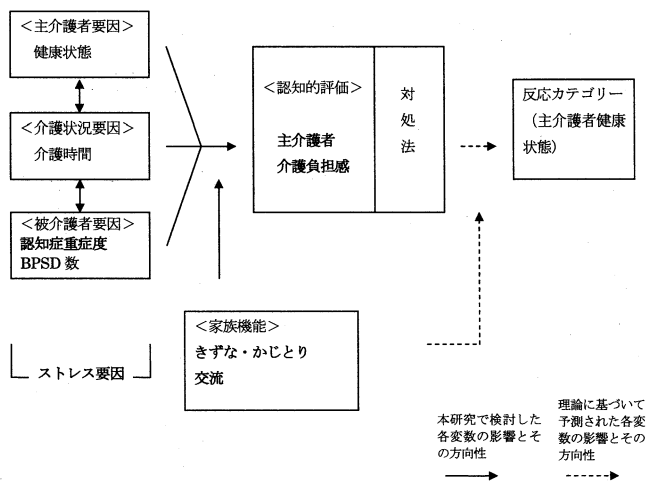 ＜主介護者要因＞
健康状態
＜介護状況要因＞
介護時間
＜被介護者要因＞
認知症重症度
BPSD 数
ストレス要因
＜認知的評価＞
主介護者
介護負担感
対処法
反応カテゴリー
（主介護者健康
状態）
＜家族機能＞
きずな・かじとり
交流
本研究で検討した
各変数の影響とそ
の方向性
理論に基づいて
予測された各変
数の影響とその
方向性